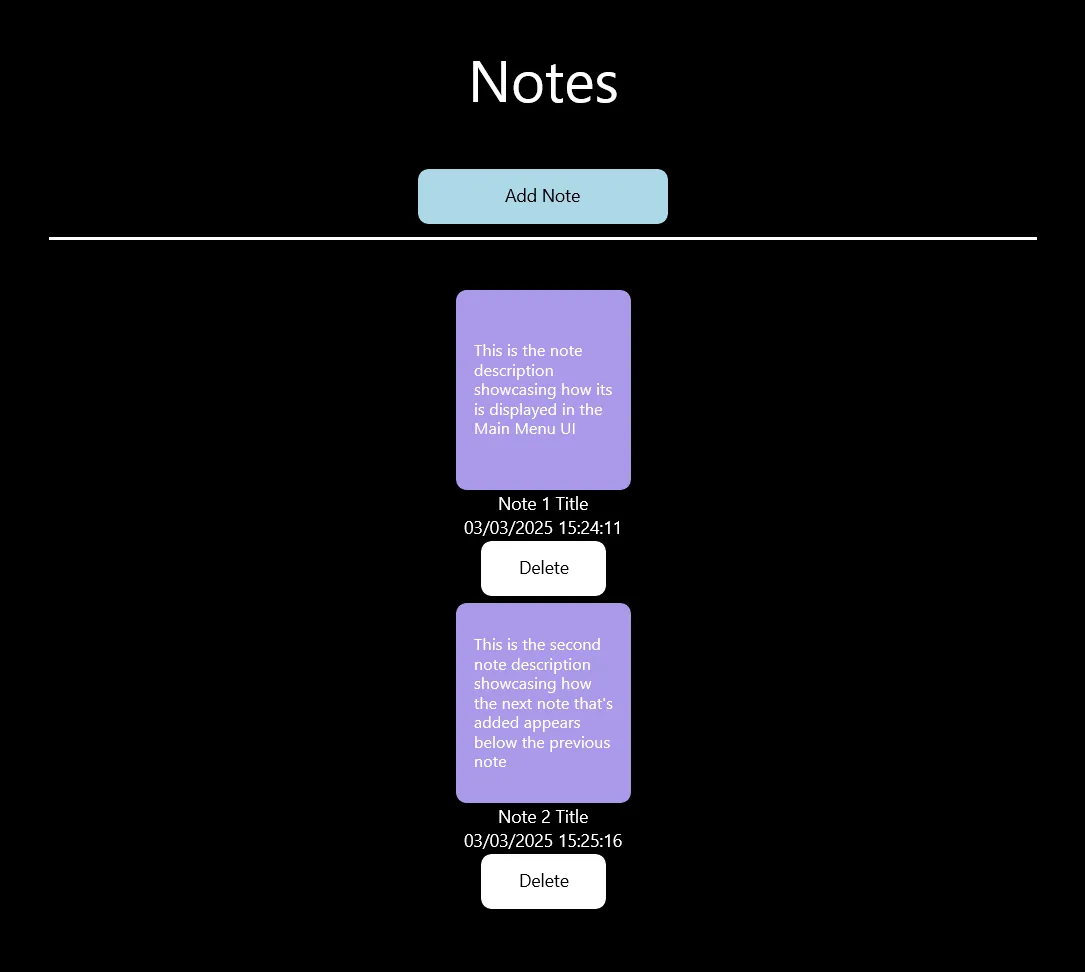 Notes
Add Note
This is the note
description
showcasing how its
is displayed in the
Main Menu UI
Note 1 Title
03/03/2025 15:24:11
Delete
This is the second
note description
showcasing how
the next note that's
added appears
below the previous
note
Note 2 Title
03/03/2025 15:25:16
Delete